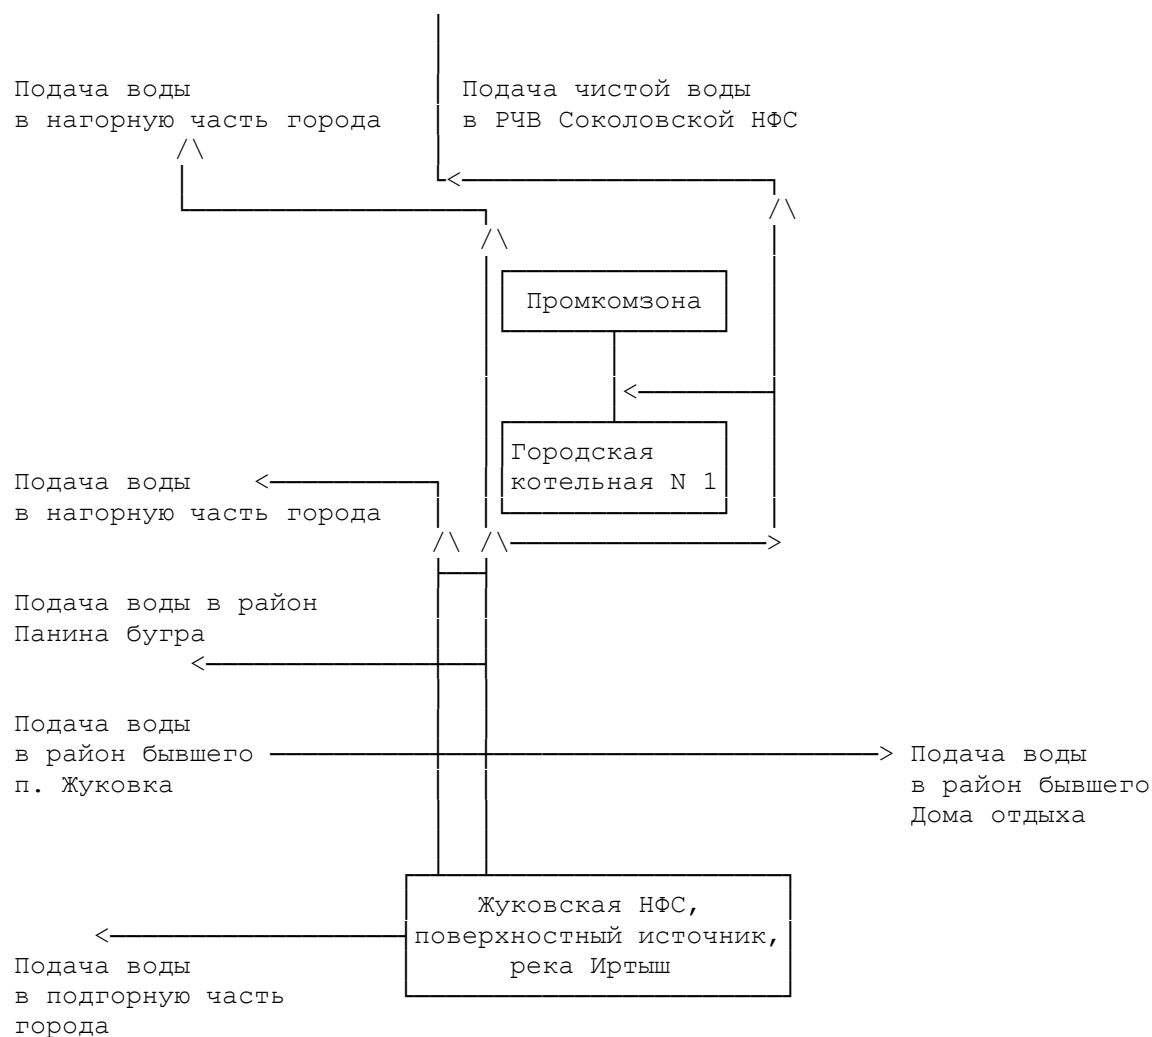 Подача воды
в нагорную часть города
Подача чистой воды
в РЧВ Соколовской НФС
Промкомзона
Городская
котельная N 1
Подача воды
в нагорную часть города
Подача воды в район
Панина бугра
Подача воды
в район бывшего
п. Жуковка
Подача воды
в район бывшего
Дома отдыха
Жуковская НФС,
поверхностный источник,
река Иртыш
Подача воды
в подгорную часть
города